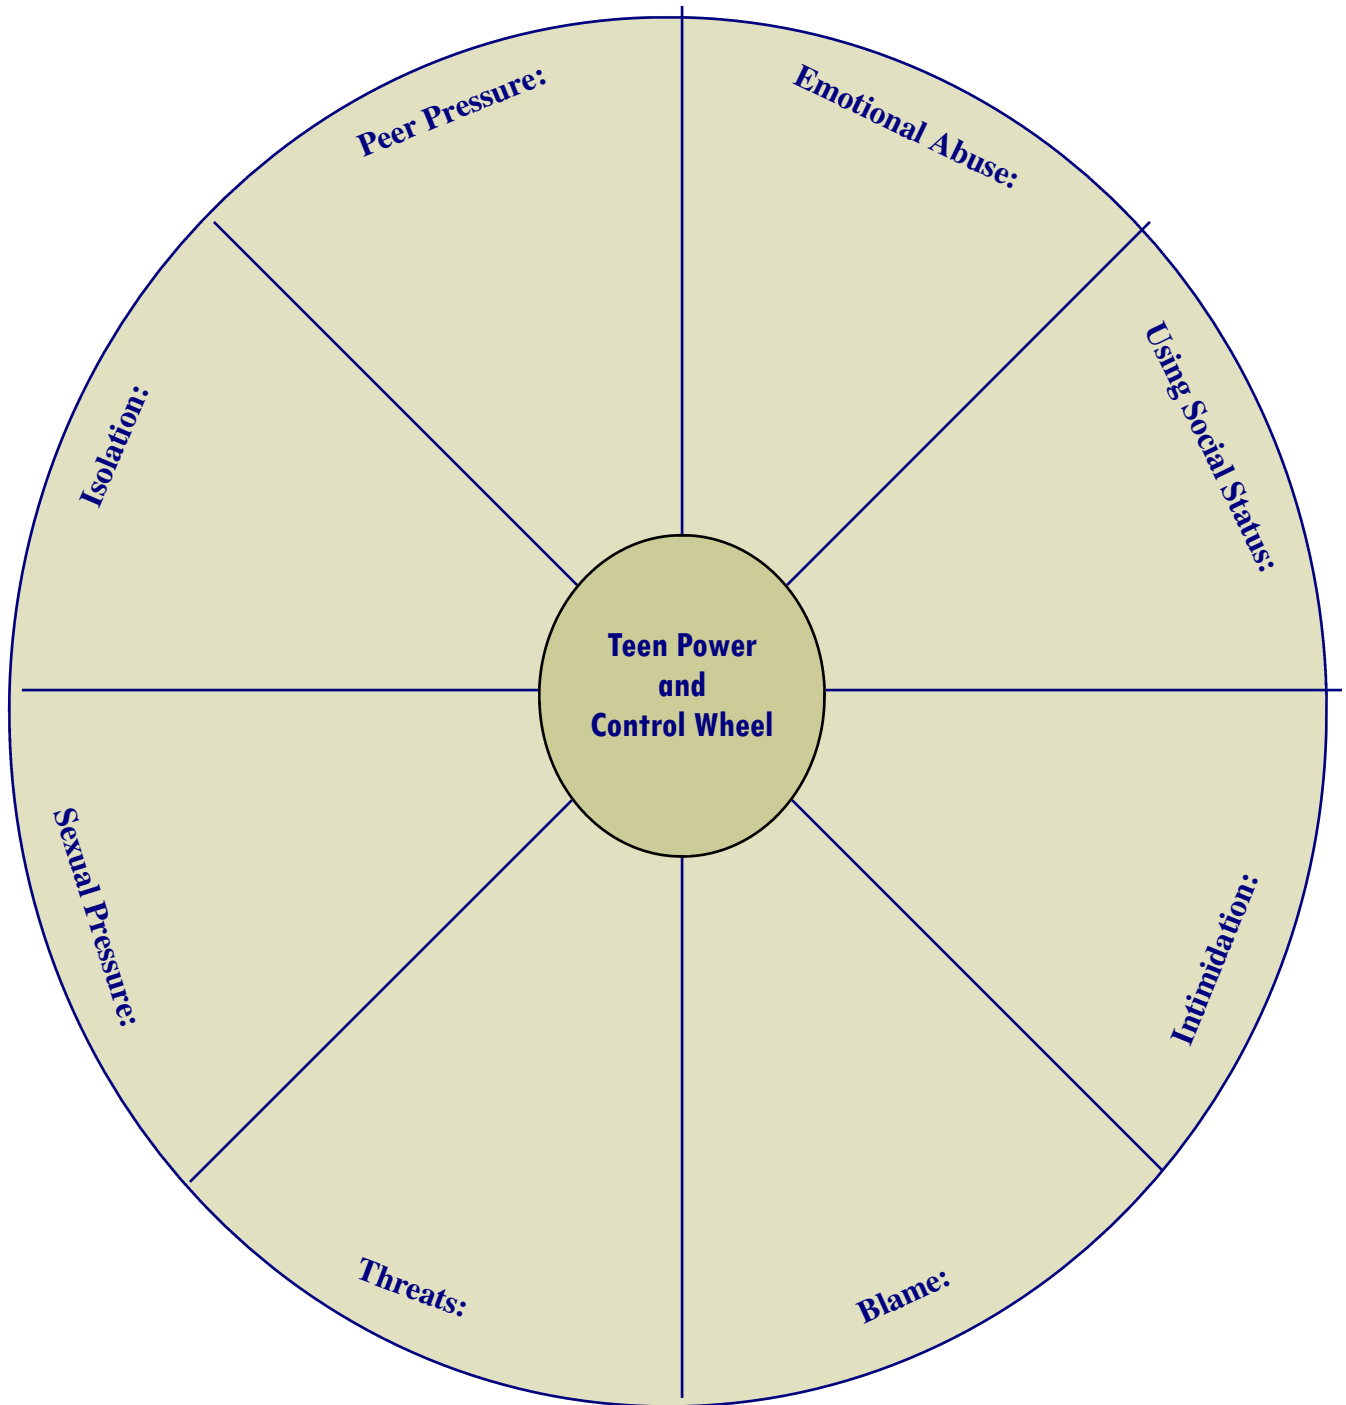 Peer Pressure:
Emotional Abuse:
Isolation:
Using Social Status:
Teen Power
and
Control Wheel
Sexual Pressure:
Intimidation:
Threats:
Blame: